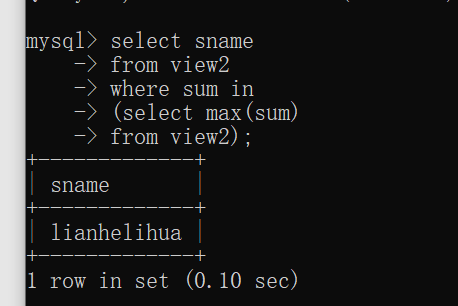 mysql> select sname
-> from view2
-> where sum in
-> (select max(sum)
-> from view2);
+-------------+
| sname |
+-------------+
| lianhelihua |
+-------------+
1 row in set (0.10 sec)